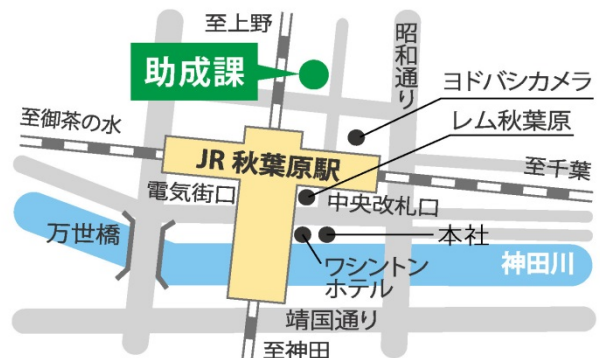 至上野
昭和通り
助成課
ヨドバシカメラ
レム秋葉原
至御茶の水
JR 秋葉原駅
至千葉
電気街口
中央改札口
万世橋
本社
ワシントン
ホテル
神田川
靖国通り
至神田